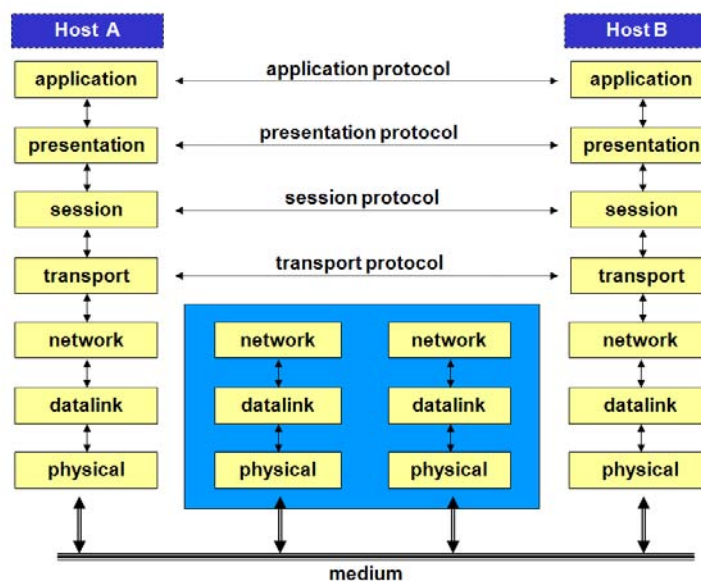 Host A Host B
application application protocol application
presentation presentation protocol presentation
session session protocol session
transport transport protocol transport
network network network network
datalink datalink datalink datalink
physical physical physical physical
medium